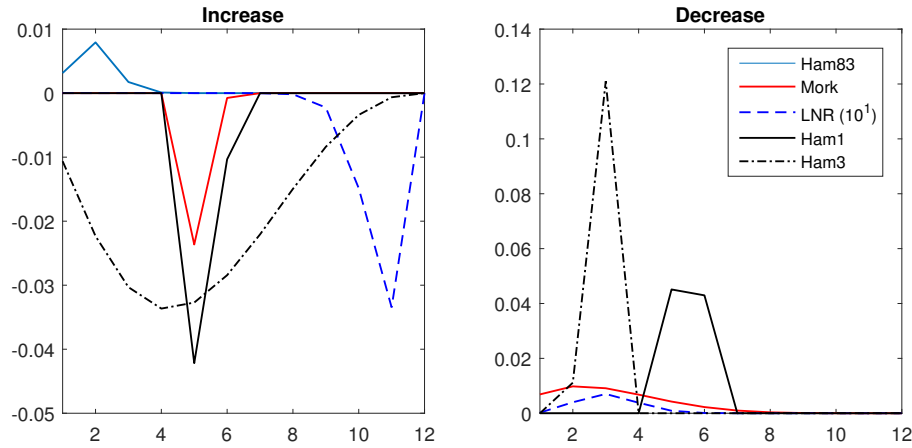 Increase
0.01
0
-0.01
-0.02
-0.03
-0.04
-0.05
2 4 6 8 10 12
Decrease
0.14
0.12
0.1
0.08
0.06
0.04
0.02
0
2 4 6 8 10 12
Ham83
Mork
LNR (10¹)
Ham1
Ham3